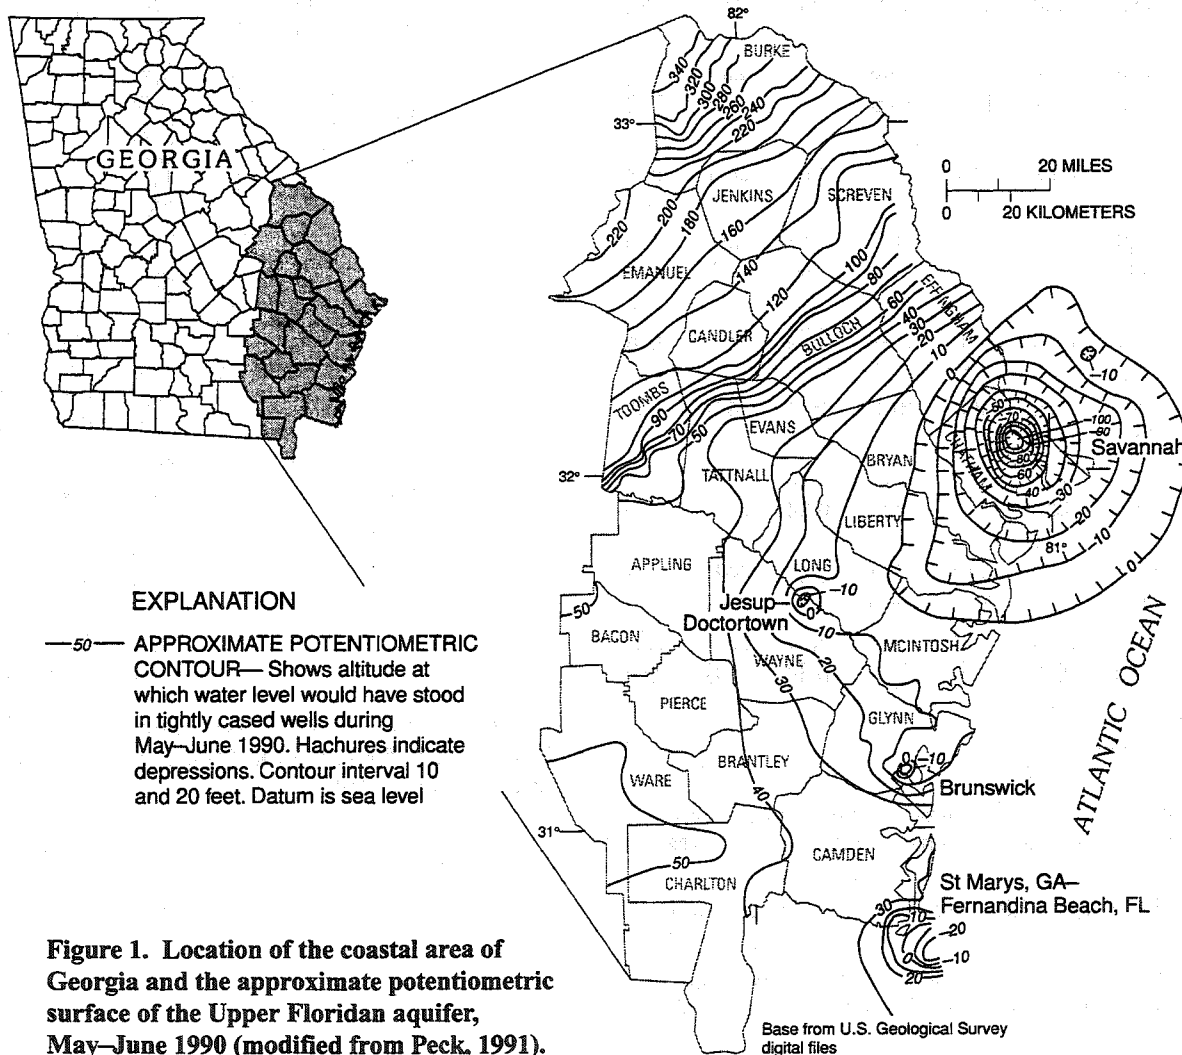 GEORGIA
82°
BURKE
340
320
300
280
260
240
220
33°
0 20 MILES
0 20 KILOMETERS
JENKINS
SCREVEN
200
180
160
220
EMANUEL
140
100
80
120
EFFINGHAM
60
40
30
20
10
0
CANDLER
BULLOCH
-10
TOOMBS
90
70
50
EVANS
Savannah
CHATHAM
32°
TATTNALL
BRYAN
-30
-20
-10
0
LIBERTY
81°
APPLING
LONG
-10
50
Jesup-
Doctortown
0
10
BACON
WAYNE
20
30
MCINTOSH
PIERCE
GLYNN
ATLANTIC OCEAN
WARE
BRANTLEY
0
-10
Brunswick
40
31°
50
CHARLTON
CAMDEN
St Marys, GA–
Fernandina Beach, FL
30
10
-20
0
-10
20
EXPLANATION
—50— APPROXIMATE POTENTIOMETRIC
CONTOUR— Shows altitude at
which water level would have stood
in tightly cased wells during
May–June 1990. Hachures indicate
depressions. Contour interval 10
and 20 feet. Datum is sea level
Figure 1. Location of the coastal area of
Georgia and the approximate potentiometric
surface of the Upper Floridan aquifer,
May–June 1990 (modified from Peck, 1991).
Base from U.S. Geological Survey
digital files